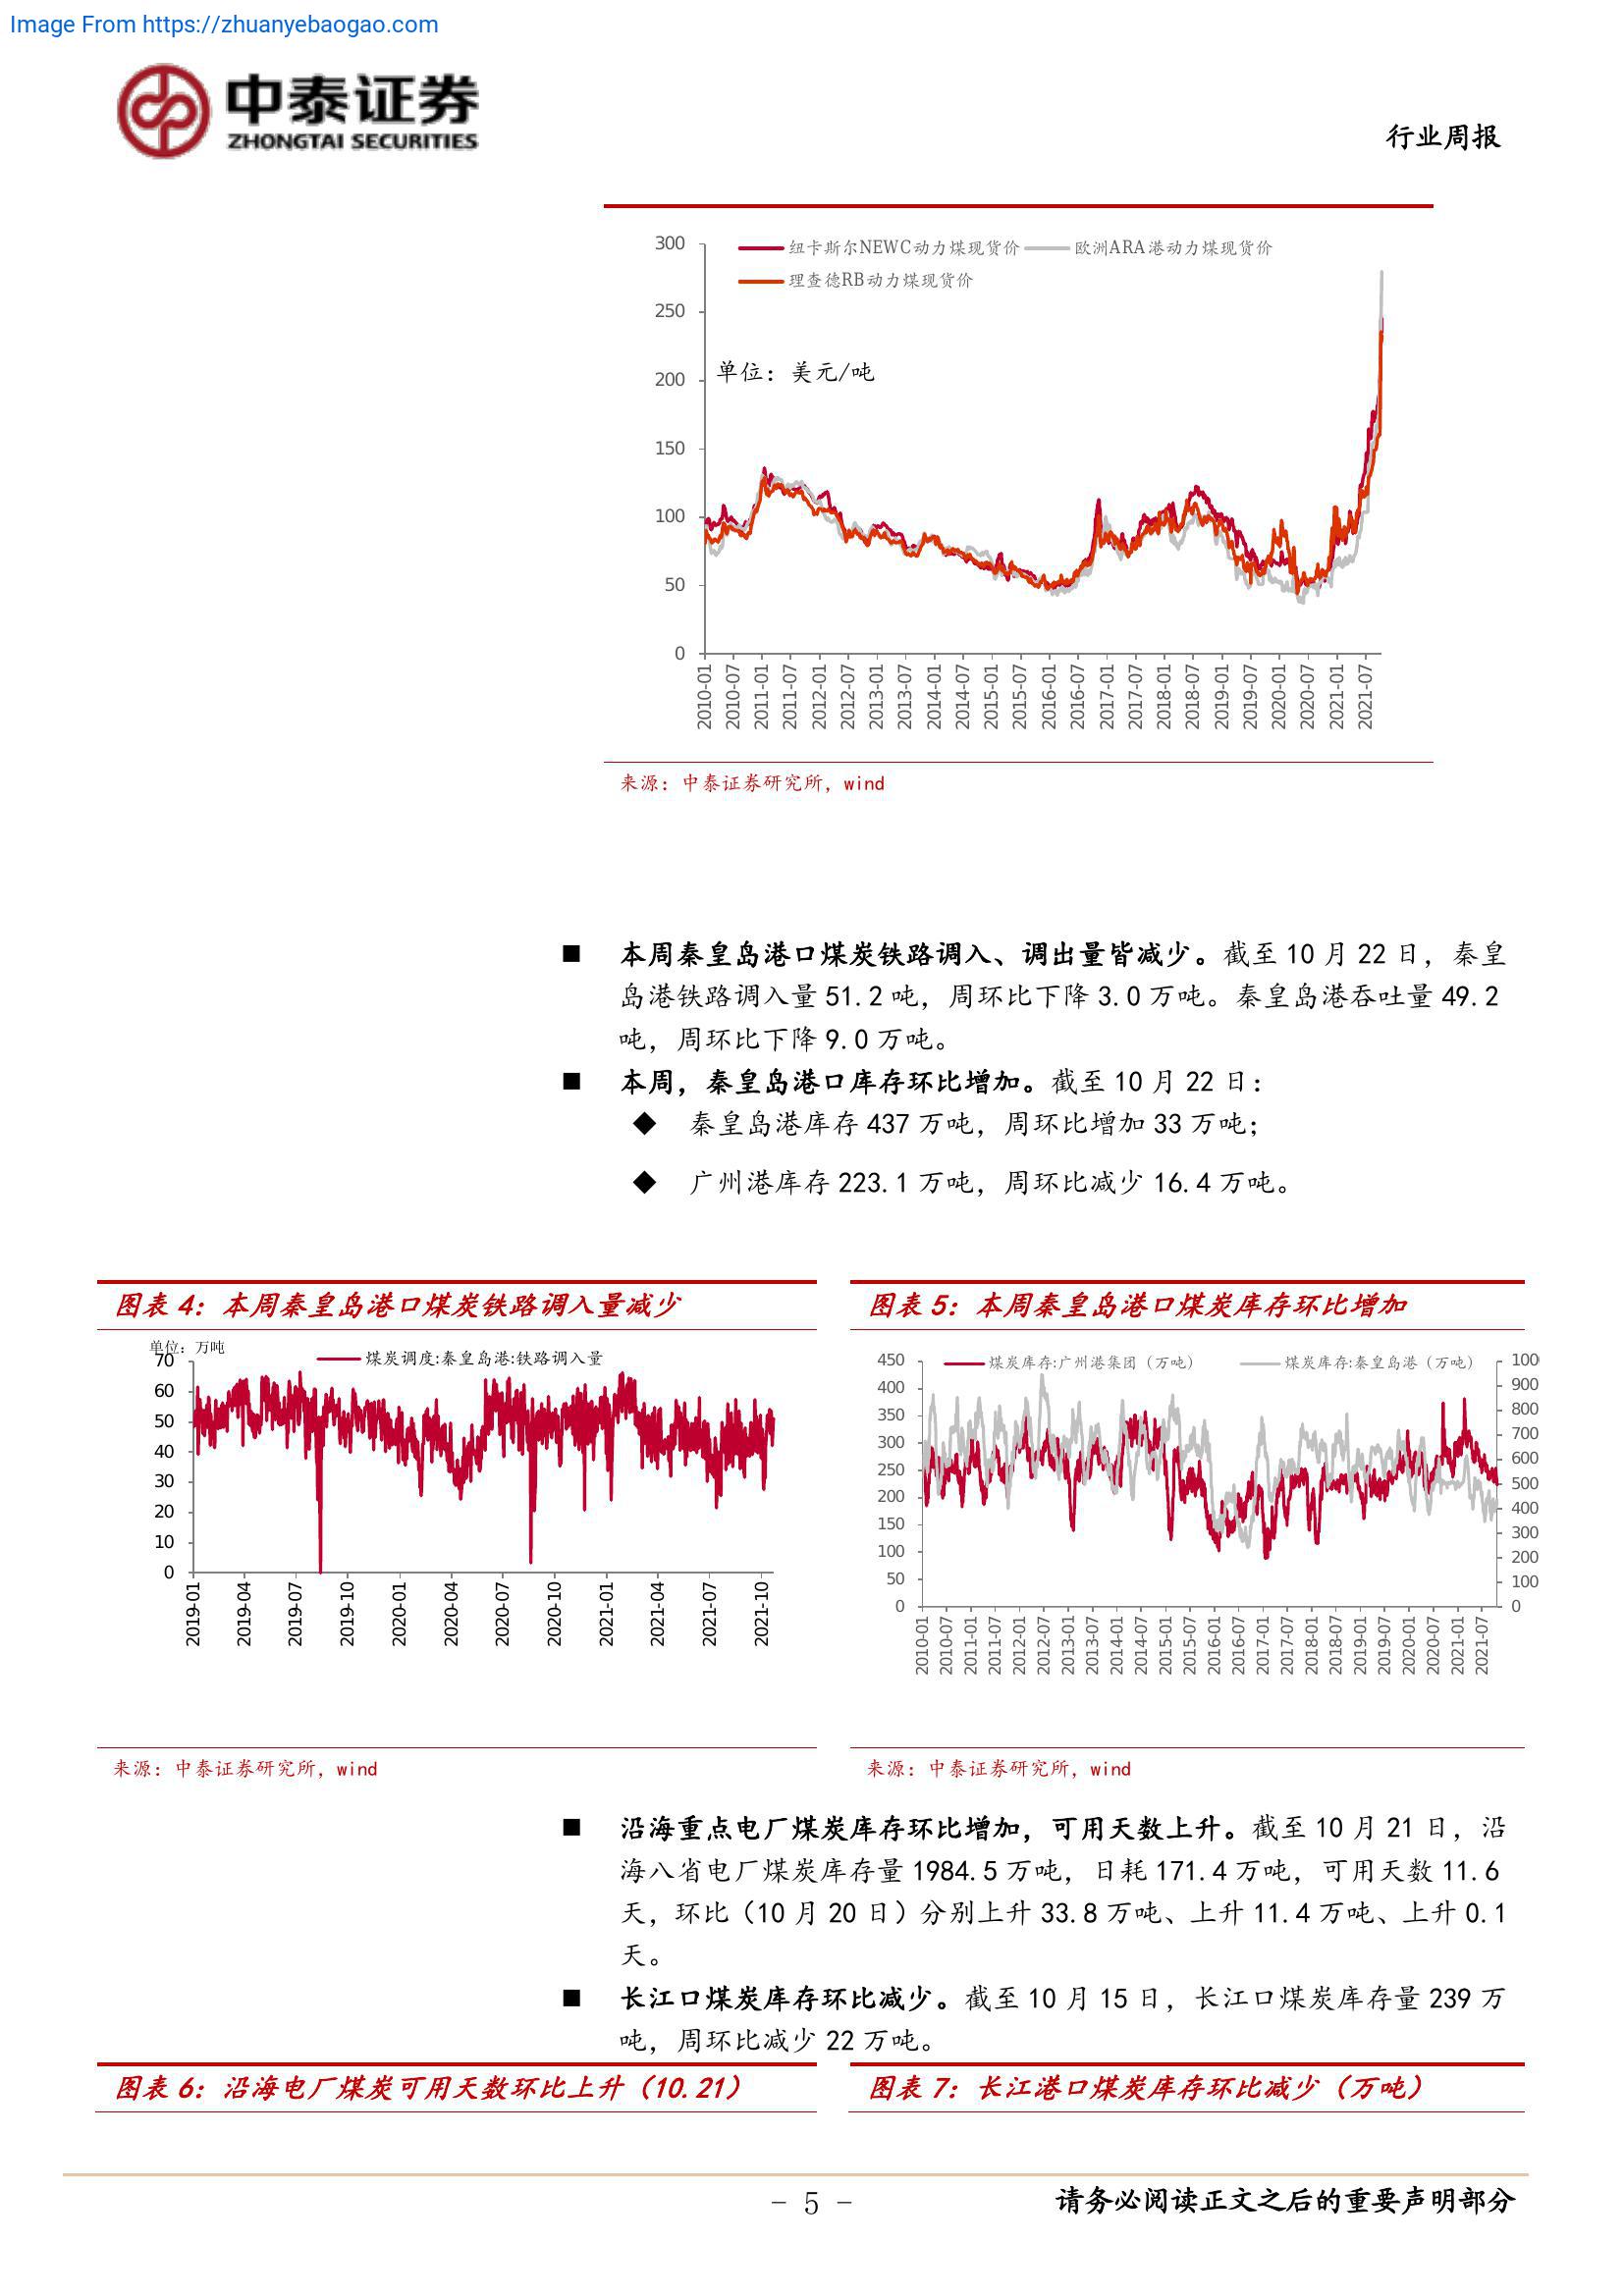 Image From https://zhuanyebaogao.com
中泰证券
ZHONGTAI SECURITIES
行业周报
纽卡斯尔NEWC动力煤现货价
欧洲ARA港动力煤现货价
理查德RB动力煤现货价
单位：美元/吨
300
250
200
150
100
50
0
2010-01
2010-07
2011-01
2011-07
2012-01
2012-07
2013-01
2013-07
2014-01
2014-07
2015-01
2015-07
2016-01
2016-07
2017-01
2017-07
2018-01
2018-07
2019-01
2019-07
2020-01
2020-07
2021-01
2021-07
来源：中泰证券研究所，wind
■ 本周秦皇岛港口煤炭铁路调入、调出量皆减少。截至 10 月 22 日，秦皇
岛港铁路调入量 51.2 吨，周环比下降 3.0 万吨。秦皇岛港吞吐量 49.2
吨，周环比下降 9.0 万吨。
■ 本周，秦皇岛港口库存环比增加。截至 10 月 22 日：
◆ 秦皇岛港库存 437 万吨，周环比增加 33 万吨；
◆ 广州港库存 223.1 万吨，周环比减少 16.4 万吨。
图表 4：本周秦皇岛港口煤炭铁路调入量减少
单位：万吨
煤炭调度:秦皇岛港:铁路调入量
70
60
50
40
30
20
10
0
2019-01
2019-04
2019-07
2019-10
2020-01
2020-04
2020-07
2020-10
2021-01
2021-04
2021-07
2021-10
来源：中泰证券研究所，wind
图表 5：本周秦皇岛港口煤炭库存环比增加
煤炭库存:广州港集团（万吨）
煤炭库存:秦皇岛港（万吨）
450
400
350
300
250
200
150
100
50
0
100
900
800
700
600
500
400
300
200
100
0
2010-01
2010-07
2011-01
2011-07
2012-01
2012-07
2013-01
2013-07
2014-01
2014-07
2015-01
2015-07
2016-01
2016-07
2017-01
2017-07
2018-01
2018-07
2019-01
2019-07
2020-01
2020-07
2021-01
2021-07
来源：中泰证券研究所，wind
■ 沿海重点电厂煤炭库存环比增加，可用天数上升。截至 10 月 21 日，沿
海八省电厂煤炭库存量 1984.5 万吨，日耗 171.4 万吨，可用天数 11.6
天，环比（10 月 20 日）分别上升 33.8 万吨、上升 11.4 万吨、上升 0.1
天。
■ 长江口煤炭库存环比减少。截至 10 月 15 日，长江口煤炭库存量 239 万
吨，周环比减少 22 万吨。
图表 6：沿海电厂煤炭可用天数环比上升（10.21）
图表 7：长江港口煤炭库存环比减少（万吨）
- 5 -
请务必阅读正文之后的重要声明部分